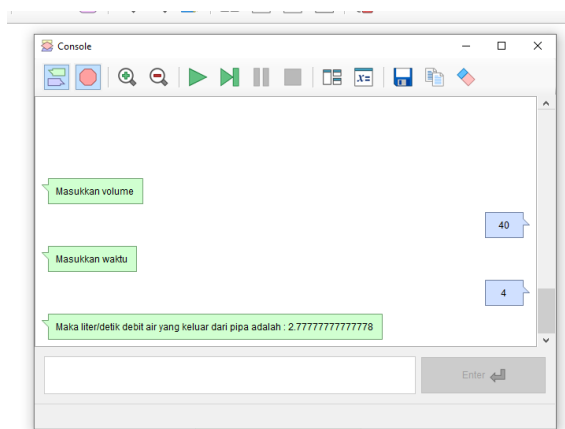 Console
x=
Masukkan volume
40
Masukkan waktu
4
Maka liter/detik debit air yang keluar dari pipa adalah : 2.77777777777778
Enter